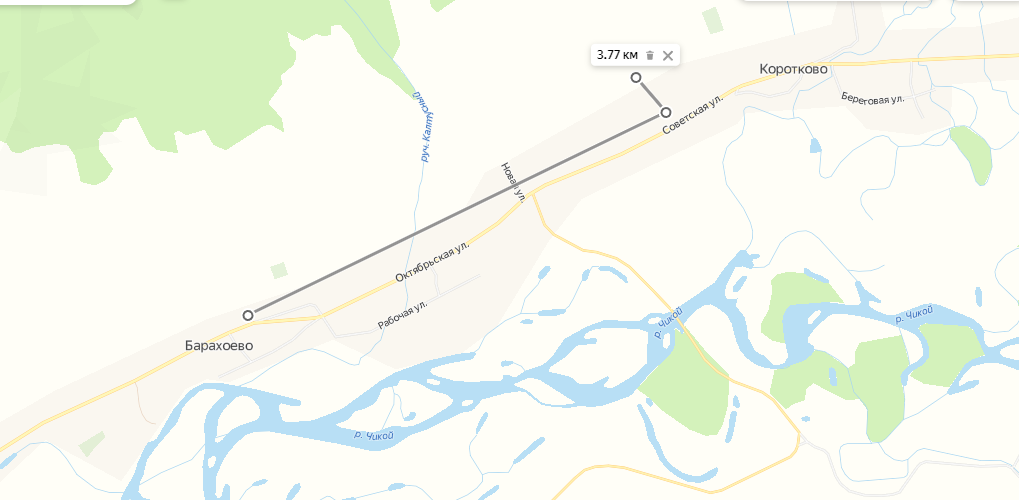 3.77 км
Коротково
Береговая ул.
Советская ул.
руч. Калтуючи
Новая ул.
Октябрьская ул.
Рабочая ул.
Барахоево
р. Чикой
р. Чикой
р. Чикой